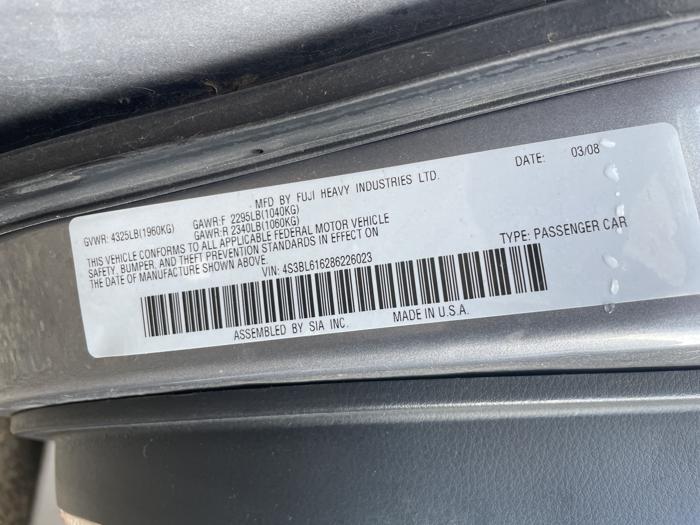 MFD BY FUJI HEAVY INDUSTRIES LTD.
DATE: 03/08
GVWR: 4325LB(1960KG) GAWR:F 2295LB(1040KG)
GAWR:R 2340LB(1060KG)
THIS VEHICLE CONFORMS TO ALL APPLICABLE FEDERAL MOTOR VEHICLE
SAFETY, BUMPER, AND THEFT PREVENTION STANDARDS IN EFFECT ON
THE DATE OF MANUFACTURE SHOWN ABOVE.
VIN: 4S3BL616286226023
TYPE: PASSENGER CAR
ASSEMBLED BY SIA INC. MADE IN U.S.A.